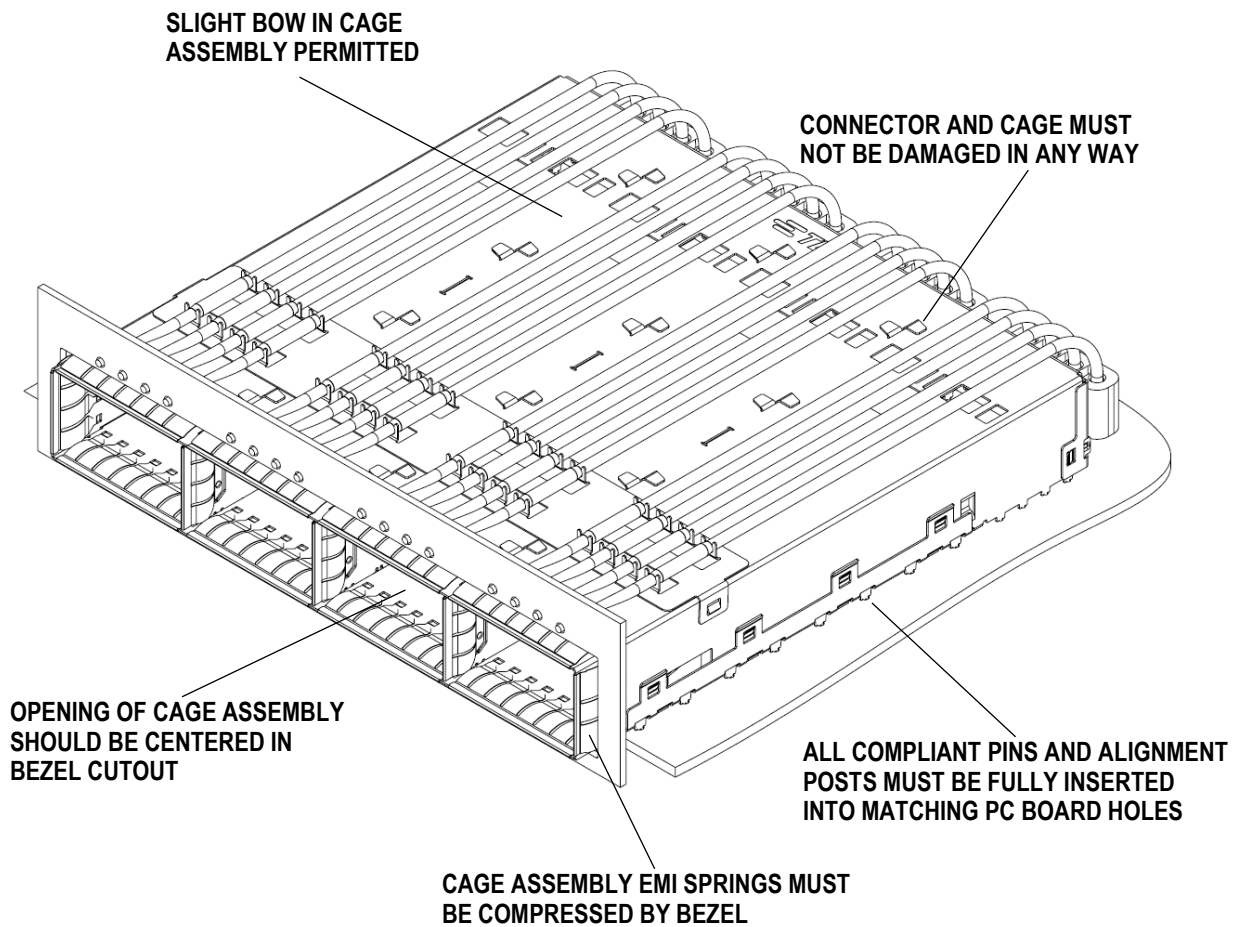 SLIGHT BOW IN CAGE
ASSEMBLY PERMITTED
CONNECTOR AND CAGE MUST
NOT BE DAMAGED IN ANY WAY
OPENING OF CAGE ASSEMBLY
SHOULD BE CENTERED IN
BEZEL CUTOUT
ALL COMPLIANT PINS AND ALIGNMENT
POSTS MUST BE FULLY INSERTED
INTO MATCHING PC BOARD HOLES
CAGE ASSEMBLY EMI SPRINGS MUST
BE COMPRESSED BY BEZEL